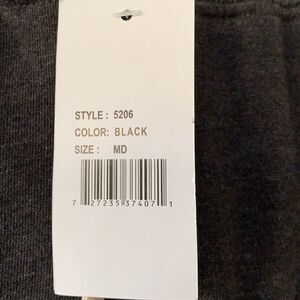 STYLE : 5206
COLOR: BLACK
SIZE : MD
7 27235 37407 1